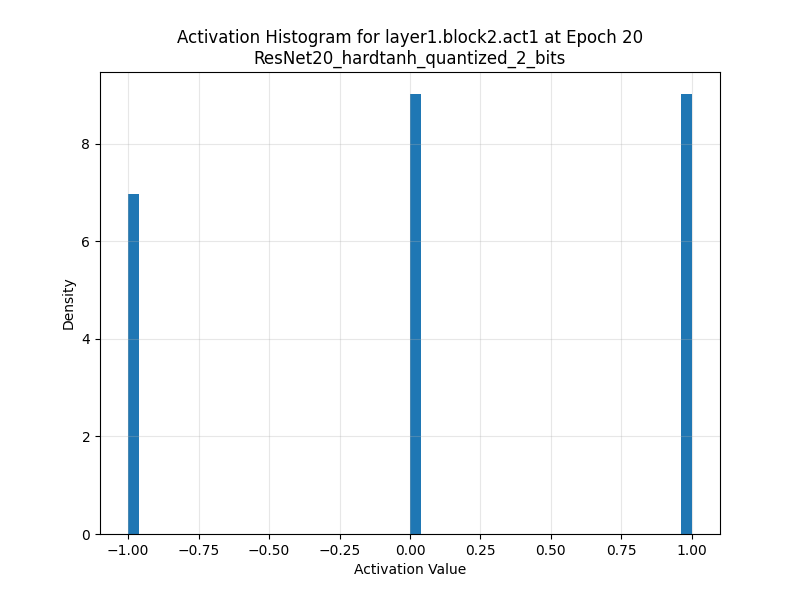 Activation Histogram for layer1.block2.act1 at Epoch 20
ResNet20_hardtanh_quantized_2_bits
Density
8
6
4
2
0
−1.00 −0.75 −0.50 −0.25 0.00 0.25 0.50 0.75 1.00
Activation Value